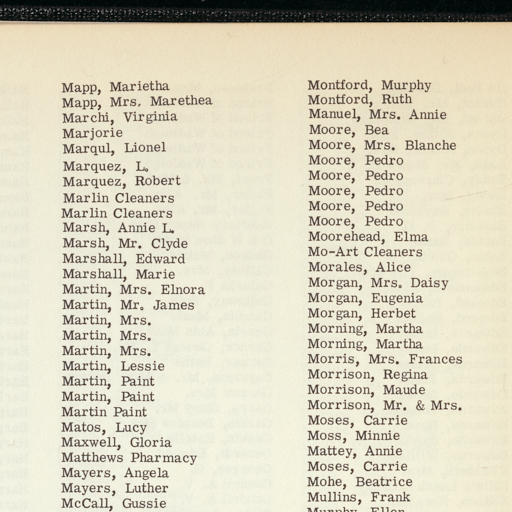 Mapp, Marietha
Mapp, Mrs. Marethea
Marchi, Virginia
Marjorie
Marqul, Lionel
Marquez, L.
Marquez, Robert
Marlin Cleaners
Marlin Cleaners
Marsh, Annie L.
Marsh, Mr. Clyde
Marshall, Edward
Marshall, Marie
Martin, Mrs. Elnora
Martin, Mr. James
Martin, Mrs.
Martin, Mrs.
Martin, Mrs.
Martin, Lessie
Martin, Paint
Martin, Paint
Martin Paint
Matos, Lucy
Maxwell, Gloria
Matthews Pharmacy
Mayers, Angela
Mayers, Luther
McCall, Gussie
Montford, Murphy
Montford, Ruth
Manuel, Mrs. Annie
Moore, Bea
Moore, Mrs. Blanche
Moore, Pedro
Moore, Pedro
Moore, Pedro
Moore, Pedro
Moore, Pedro
Moorehead, Elma
Mo-Art Cleaners
Morales, Alice
Morgan, Mrs. Daisy
Morgan, Eugenia
Morgan, Herbet
Morning, Martha
Morning, Martha
Morris, Mrs. Frances
Morrison, Regina
Morrison, Maude
Morrison, Mr. & Mrs.
Moses, Carrie
Moss, Minnie
Mattey, Annie
Moses, Carrie
Mohe, Beatrice
Mullins, Frank
Murphy, Ellen